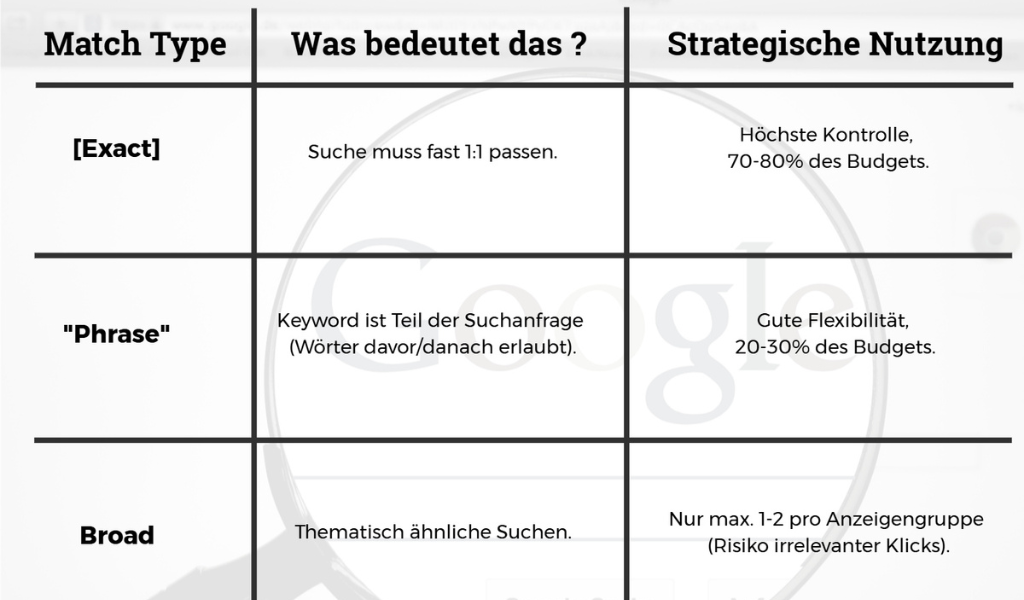 Match Type
Was bedeutet das ?
Strategische Nutzung
[Exact]
Suche muss fast 1:1 passen.
Höchste Kontrolle,
70-80% des Budgets.
"Phrase"
Keyword ist Teil der Suchanfrage
(Wörter davor/danach erlaubt).
Gute Flexibilität,
20-30% des Budgets.
Broad
Thematisch ähnliche Suchen.
Nur max. 1-2 pro Anzeigengruppe
(Risiko irrelevanter Klicks).
Google